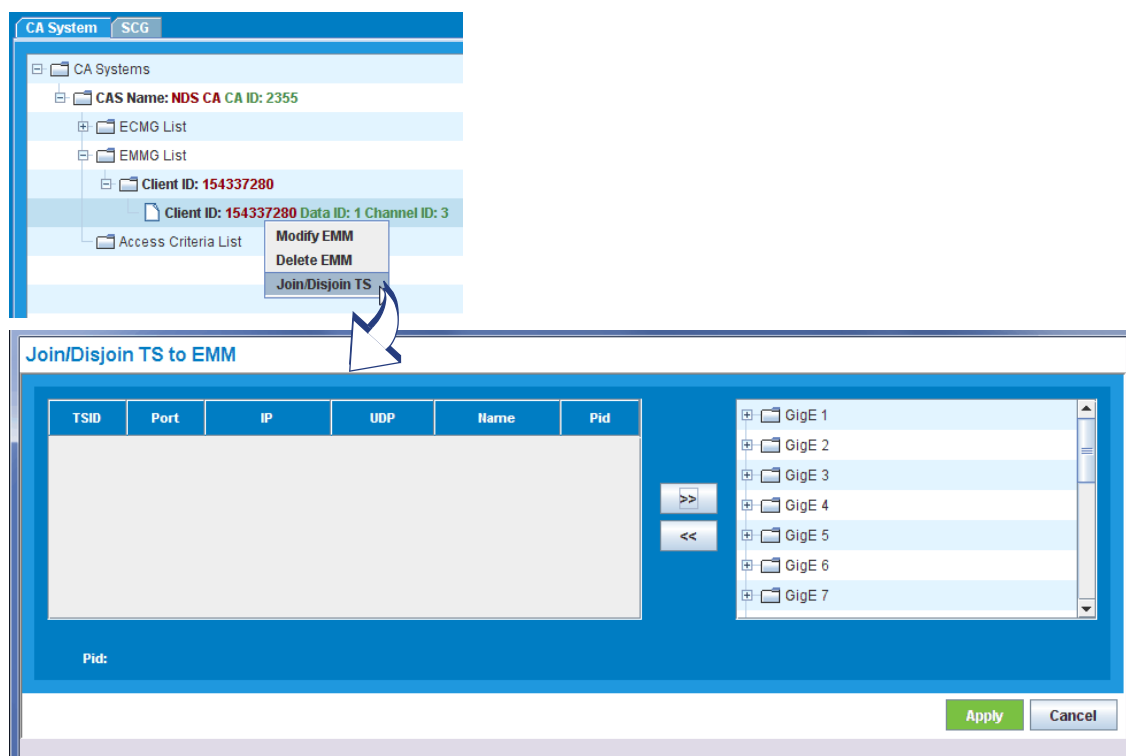 CA System SCG
CA Systems
CAS Name: NDS CA CA ID: 2355
ECMG List
EMMG List
Client ID: 154337280
Client ID: 154337280 Data ID: 1 Channel ID: 3
Access Criteria List
Modify EMM
Delete EMM
Join/Disjoin TS
Join/Disjoin TS to EMM
TSID Port IP UDP Name Pid
>>
<<
GigE 1
GigE 2
GigE 3
GigE 4
GigE 5
GigE 6
GigE 7
Pid:
Apply Cancel